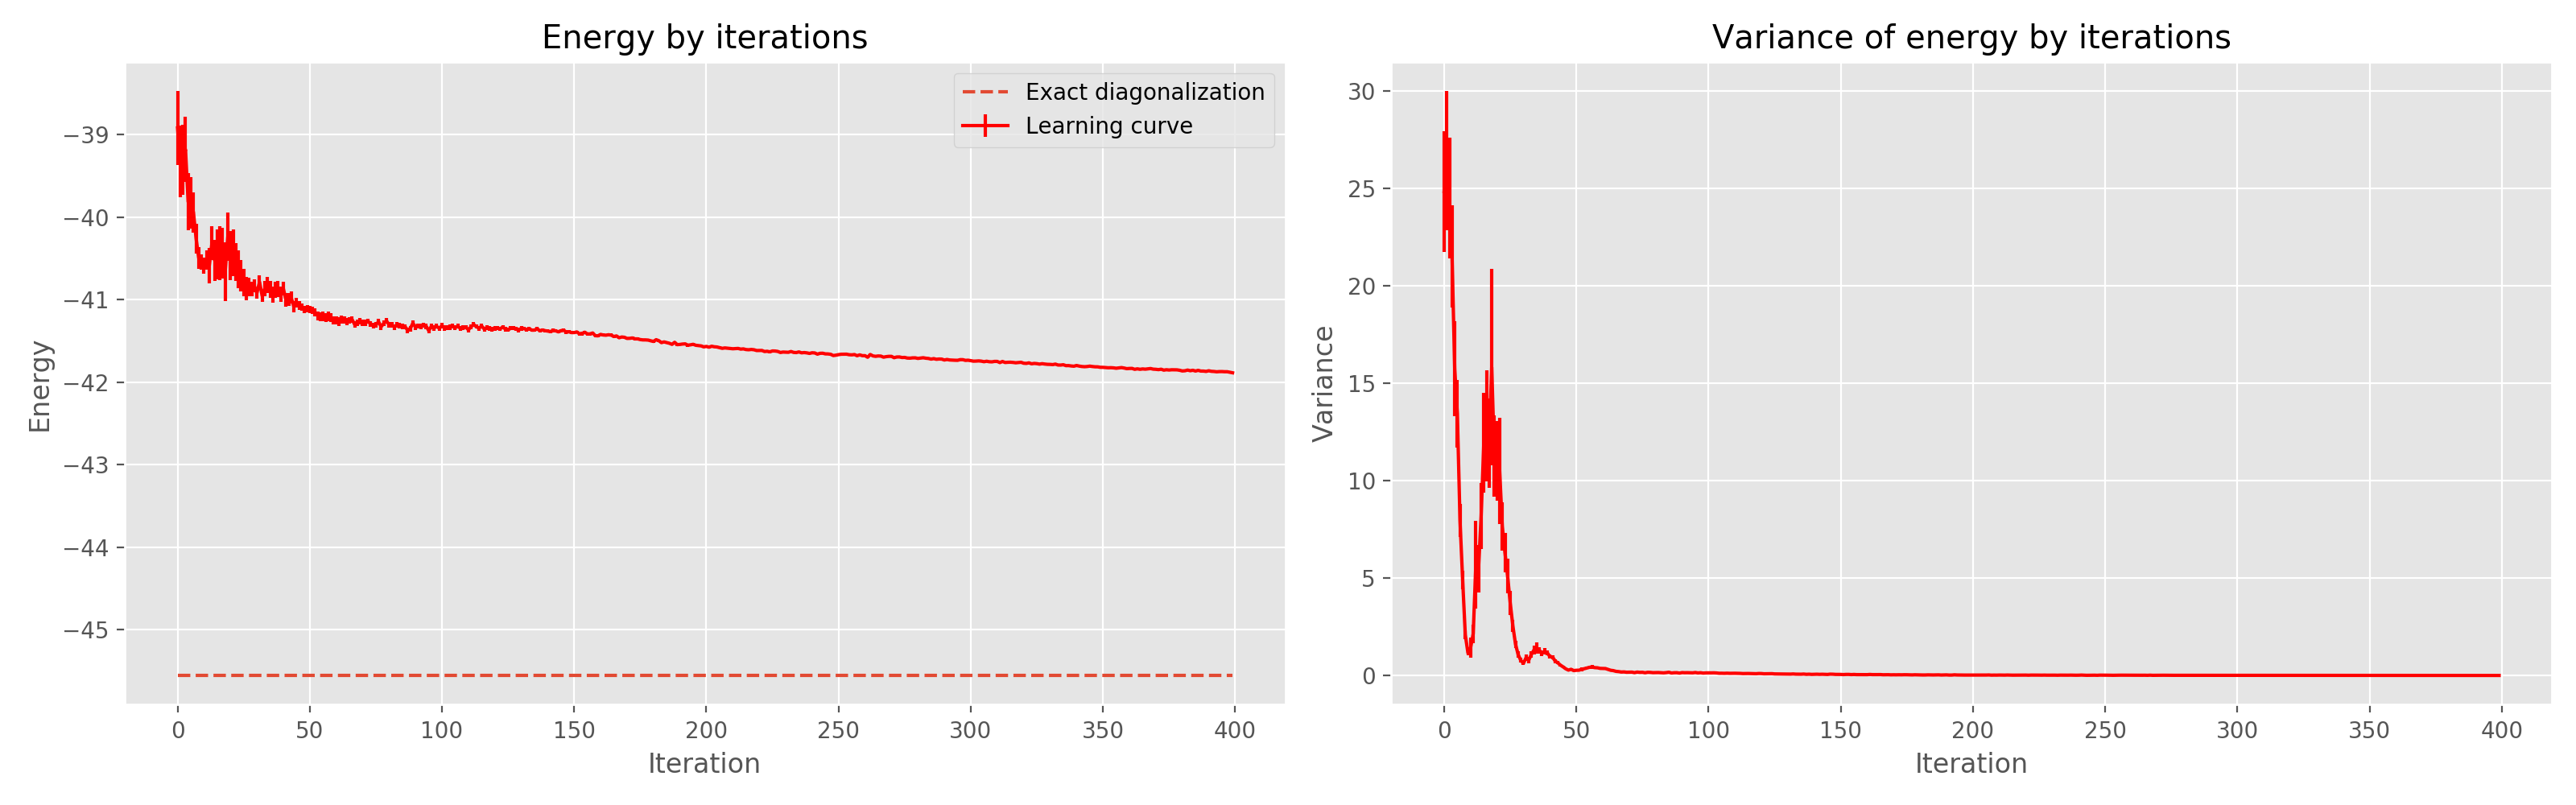 Energy by iterations
Exact diagonalization
Learning curve
−39
−40
−41
−42
−43
−44
−45
Energy
0 50 100 150 200 250 300 350 400
Iteration
Variance of energy by iterations
30
25
20
15
10
5
0
Variance
0 50 100 150 200 250 300 350 400
Iteration